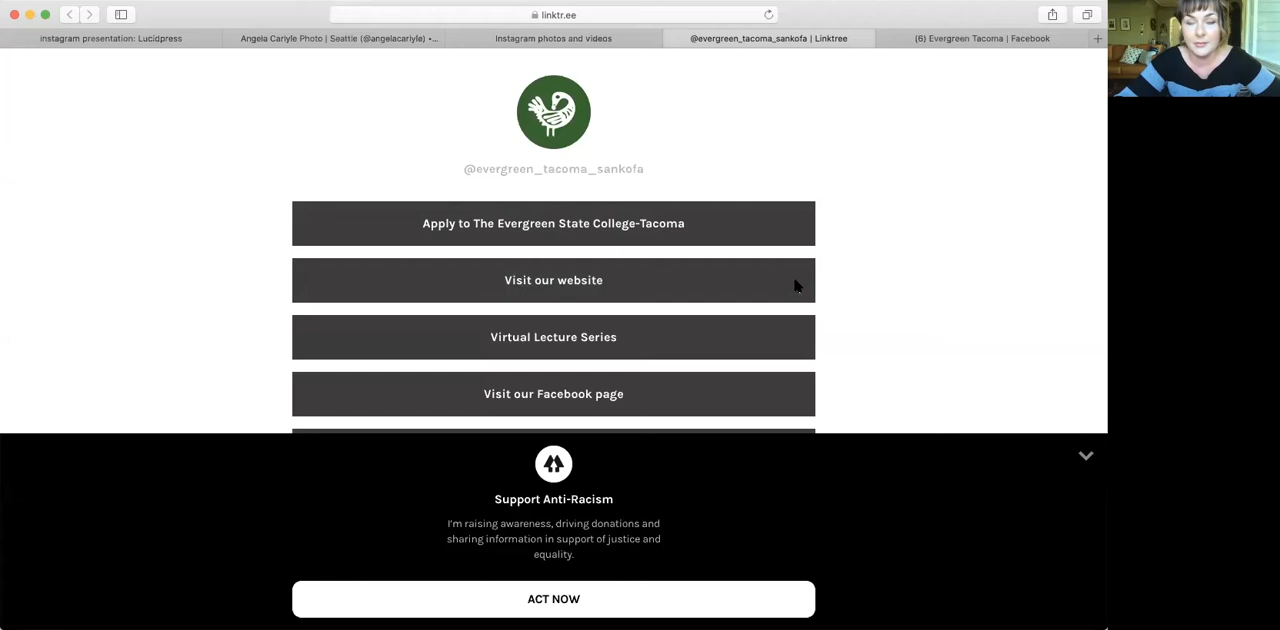 linktr.ee
instagram presentation: Lucidpress
Angela Carlyle Photo | Seattle (@angelacarlyle) •...
Instagram photos and videos
@evergreen_tacoma_sankofa | Linktree
(6) Evergreen Tacoma | Facebook
@evergreen_tacoma_sankofa
Apply to The Evergreen State College-Tacoma
Visit our website
Virtual Lecture Series
Visit our Facebook page
Support Anti-Racism
I'm raising awareness, driving donations and
sharing information in support of justice and
equality.
ACT NOW